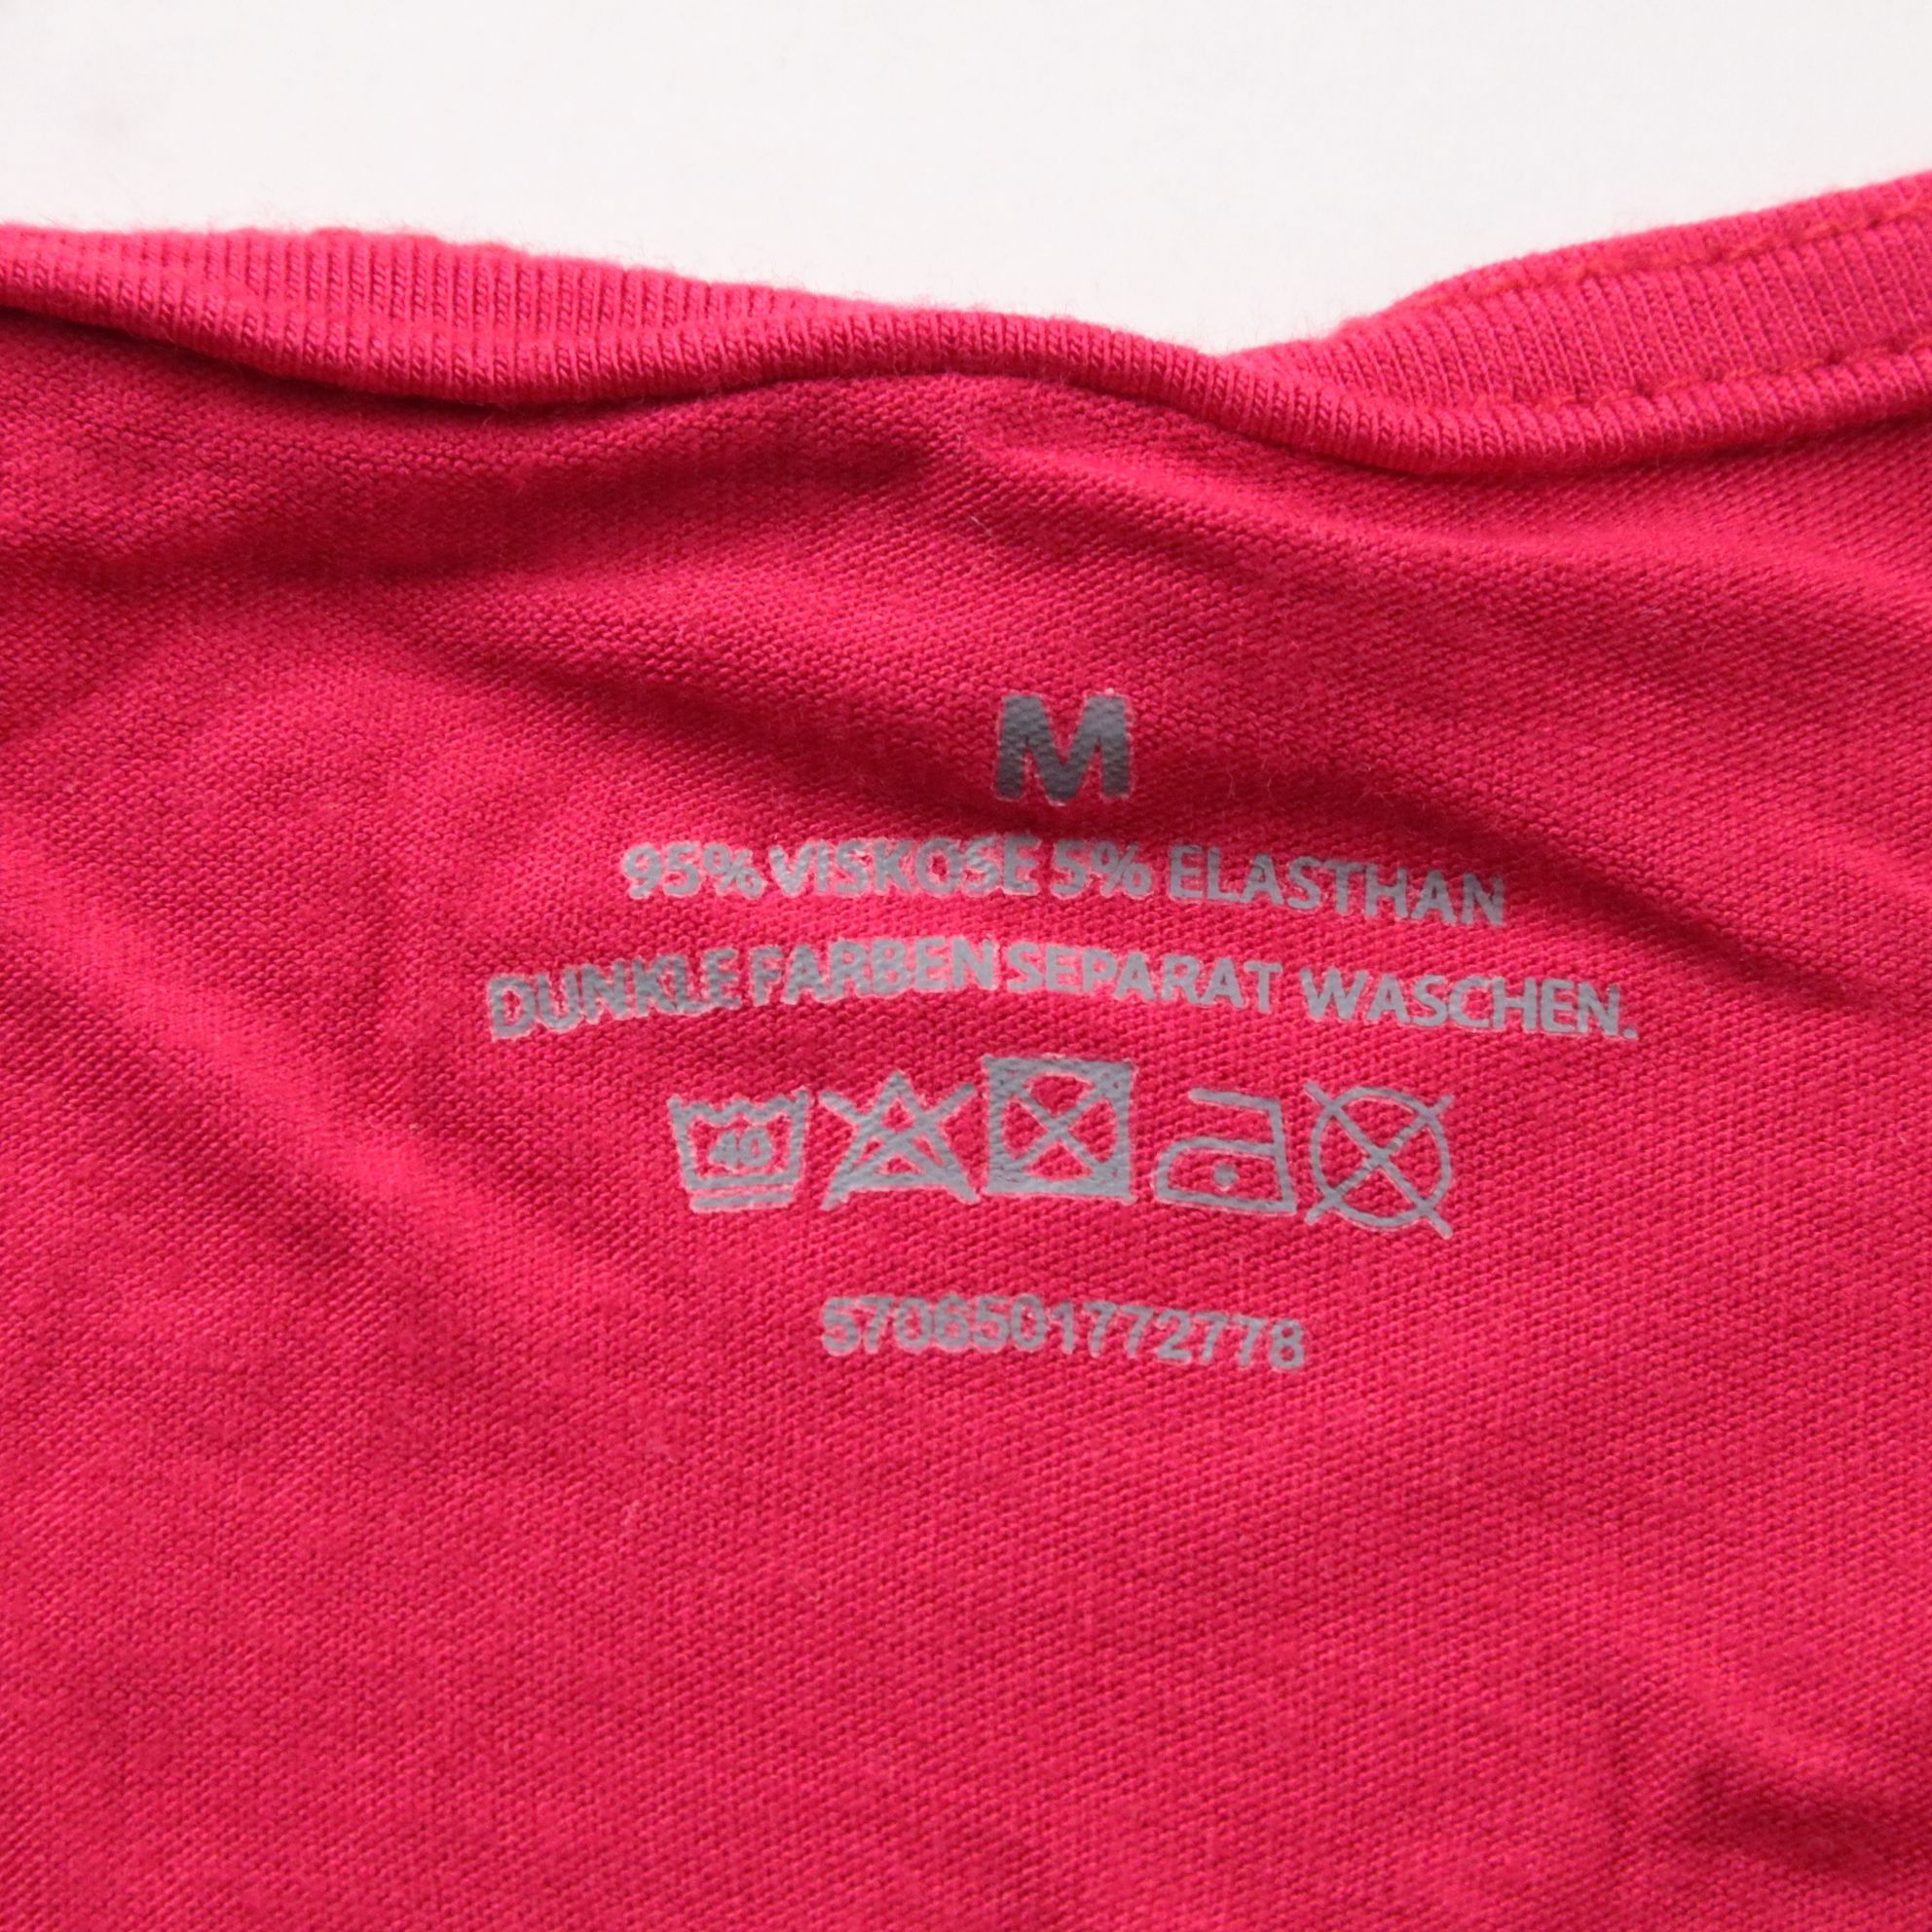 M
95% VISKOSE 5% ELASTHAN
DUNKLE FARBEN SEPARAT WASCHEN.
40
5706501772778